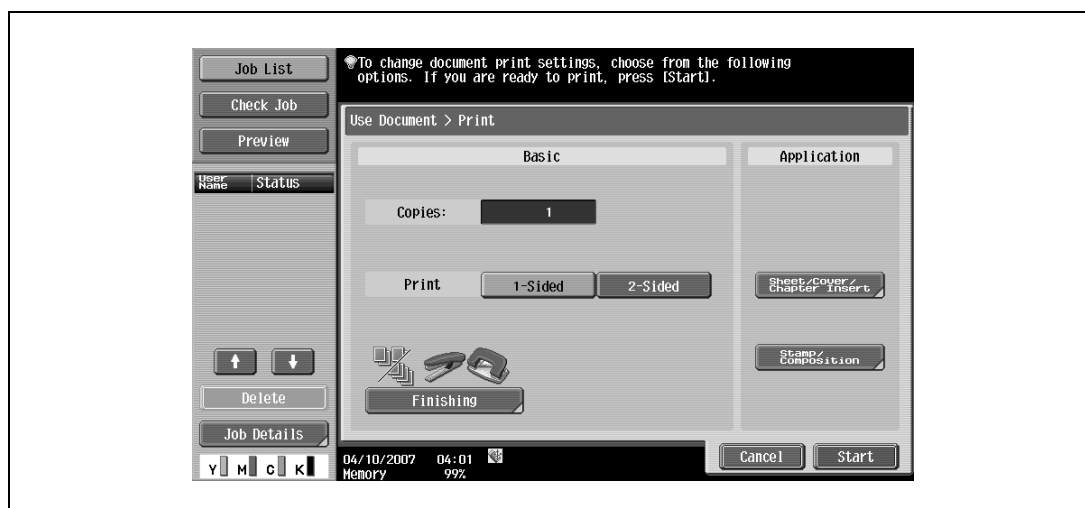 Job List
Check Job
Preview
User Name Status
Delete
Job Details
Y M C K
To change document print settings, choose from the following
options. If you are ready to print, press [Start].
Use Document > Print
Basic
Copies: 1
Print 1-Sided 2-Sided
Finishing
Application
Sheet/Cover/
Chapter Insert
Stamp/
Composition
04/10/2007 04:01
Memory 99%
Cancel Start